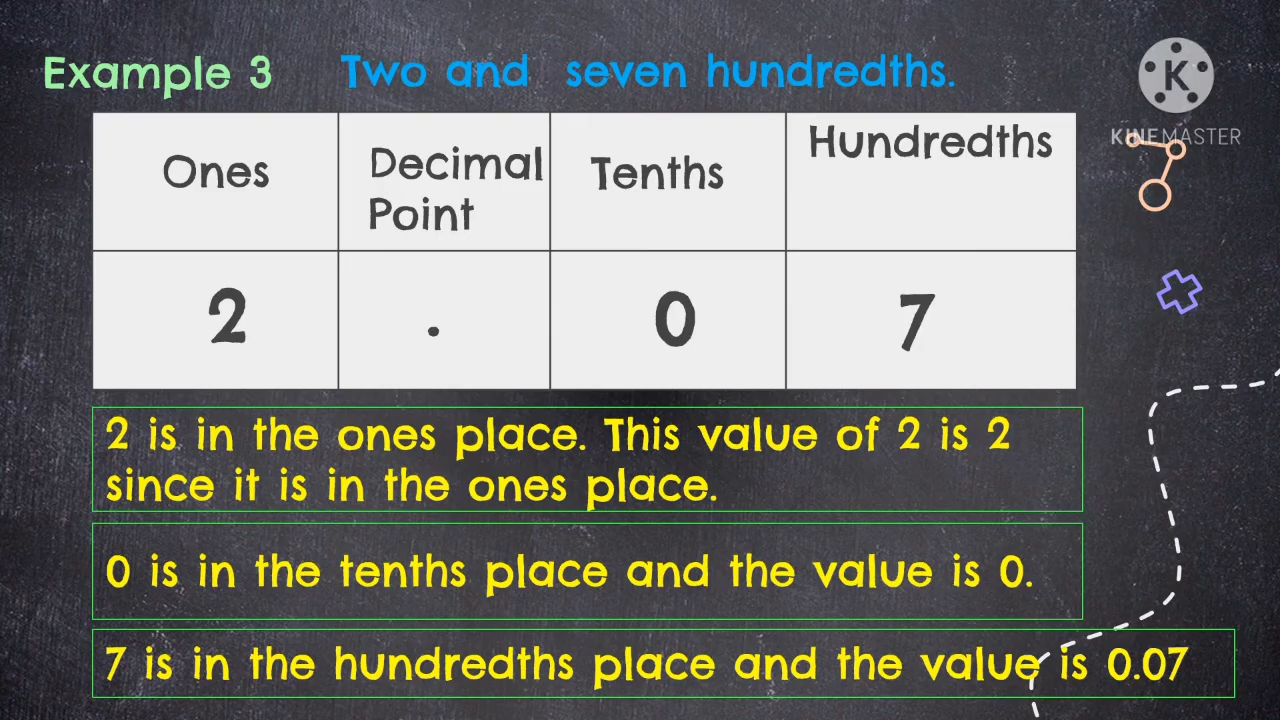 Example 3 Two and seven hundredths.
K
KINEMASTER
Ones Decimal Point Tenths Hundredths
2 . 0 7
2 is in the ones place. This value of 2 is 2
since it is in the ones place.
0 is in the tenths place and the value is 0.
7 is in the hundredths place and the value is 0.07